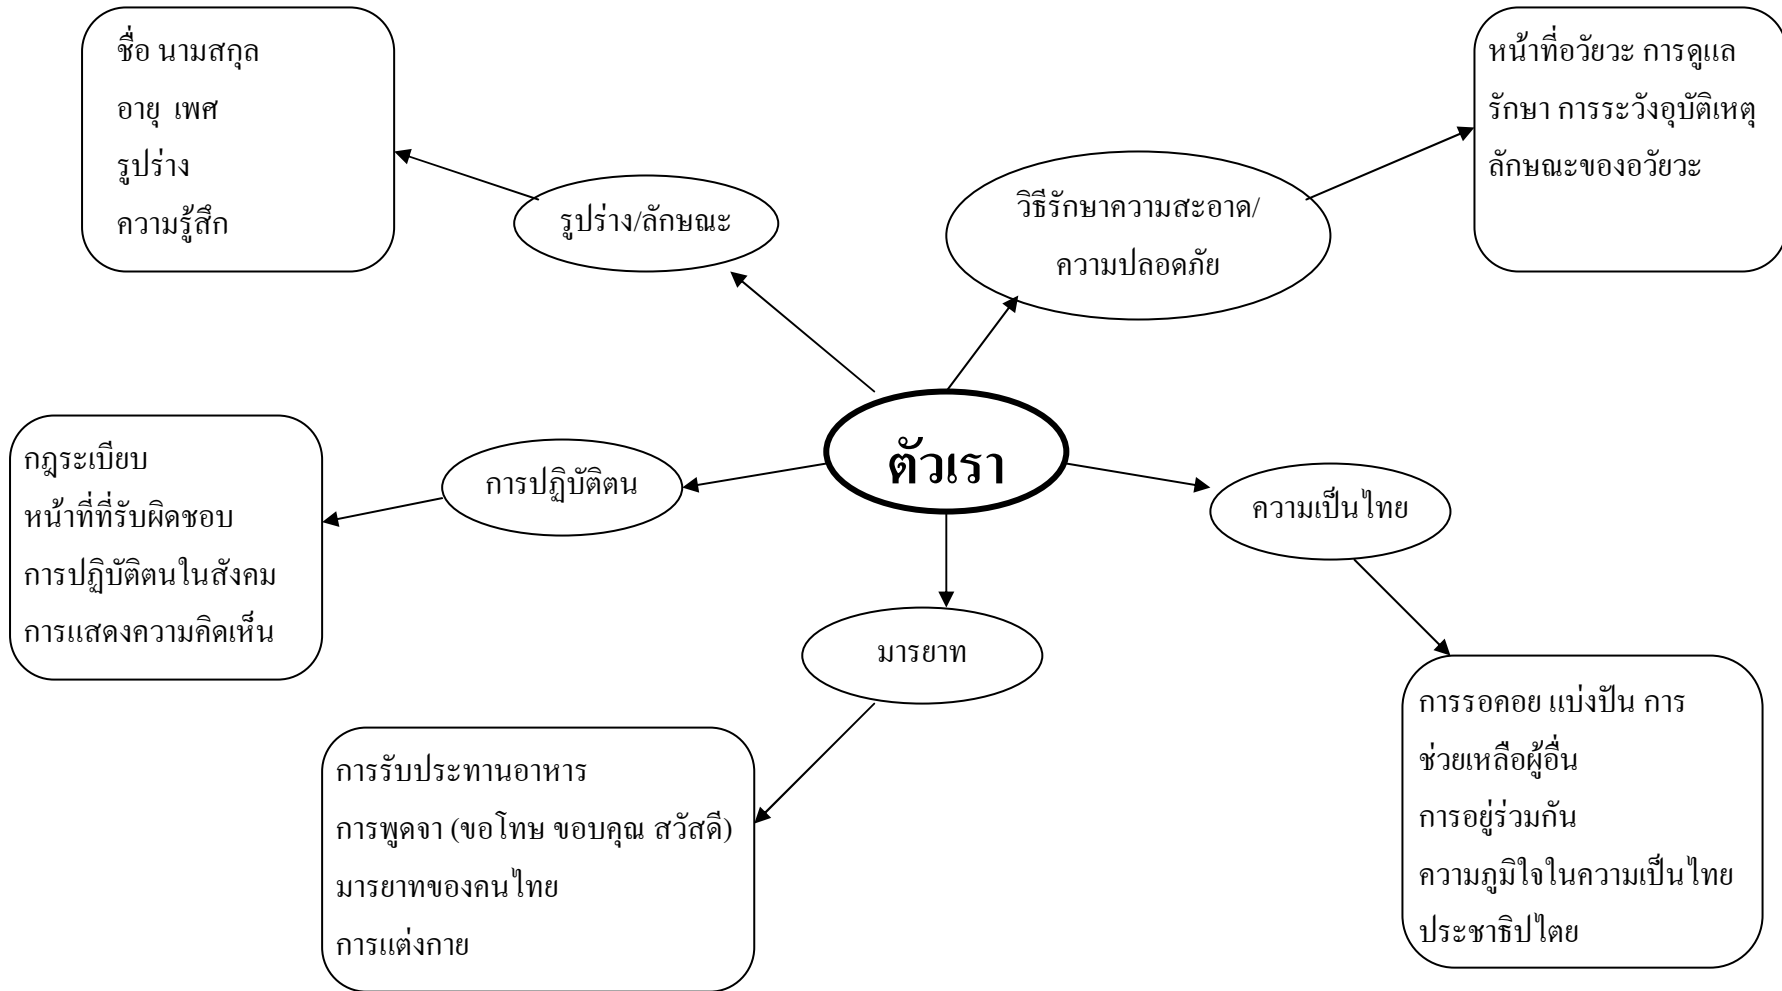 ชื่อ นามสกุล
อายุ เพศ
รูปร่าง
ความรู้สึก
รูปร่าง/ลักษณะ
วิธีรักษาความสะอาด/
ความปลอดภัย
หน้าที่อวัยวะ การดูแล
รักษา การระวังอุบัติเหตุ
ลักษณะของอวัยวะ
ตัวเรา
การปฏิบัติตน
กฎระเบียบ
หน้าที่ที่รับผิดชอบ
การปฏิบัติตนในสังคม
การแสดงความคิดเห็น
ความเป็นไทย
มารยาท
การรับประทานอาหาร
การพูดจา (ขอโทษ ขอบคุณ สวัสดี)
มารยาทของคนไทย
การแต่งกาย
การรอคอย แบ่งปัน การ
ช่วยเหลือผู้อื่น
การอยู่ร่วมกัน
ความภูมิใจในความเป็นไทย
ประชาธิปไตย